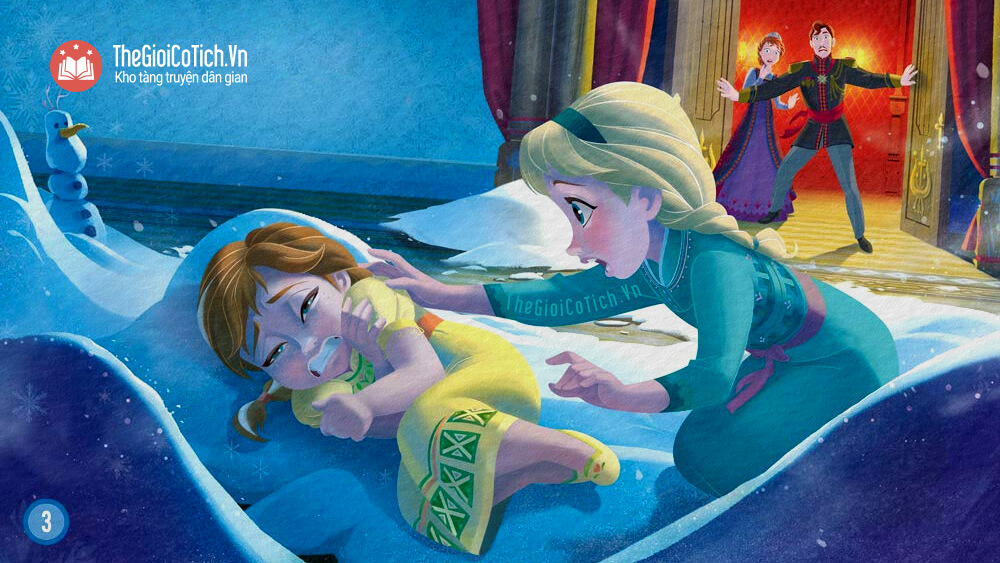 TheGioiCoTich.Vn
Kho tàng truyện dân gian
TheGioiCoTich.Vn
3